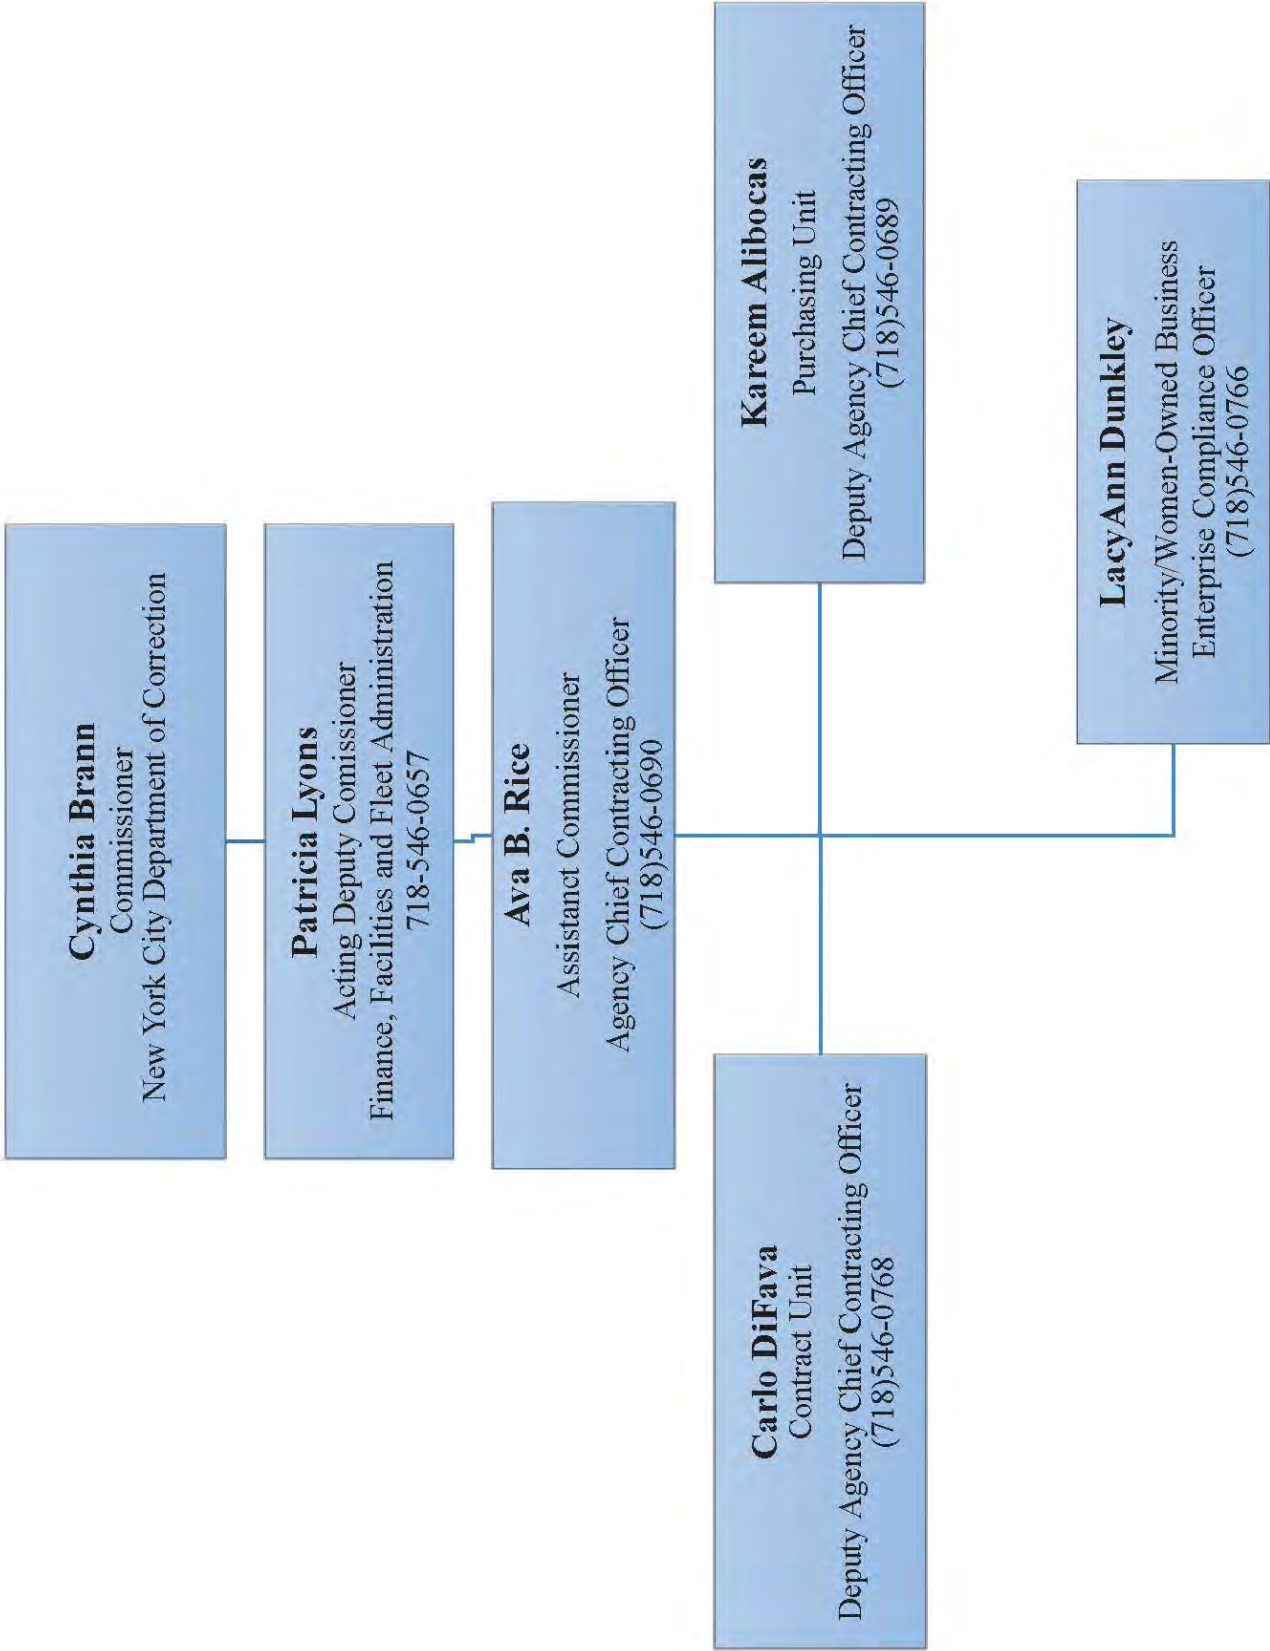 Cynthia Brann
Commissioner
New York City Department of Correction
Patricia Lyons
Acting Deputy Comissioner
Finance, Facilities and Fleet Administration
718-546-0657
Ava B. Rice
Assistanct Commissioner
Agency Chief Contracting Officer
(718)546-0690
Carlo DiFava
Contract Unit
Deputy Agency Chief Contracting Officer
(718)546-0768
Kareem Alibocas
Purchasing Unit
Deputy Agency Chief Contracting Officer
(718)546-0689
LacyAnn Dunkley
Minority/Women-Owned Business
Enterprise Compliance Officer
(718)546-0766